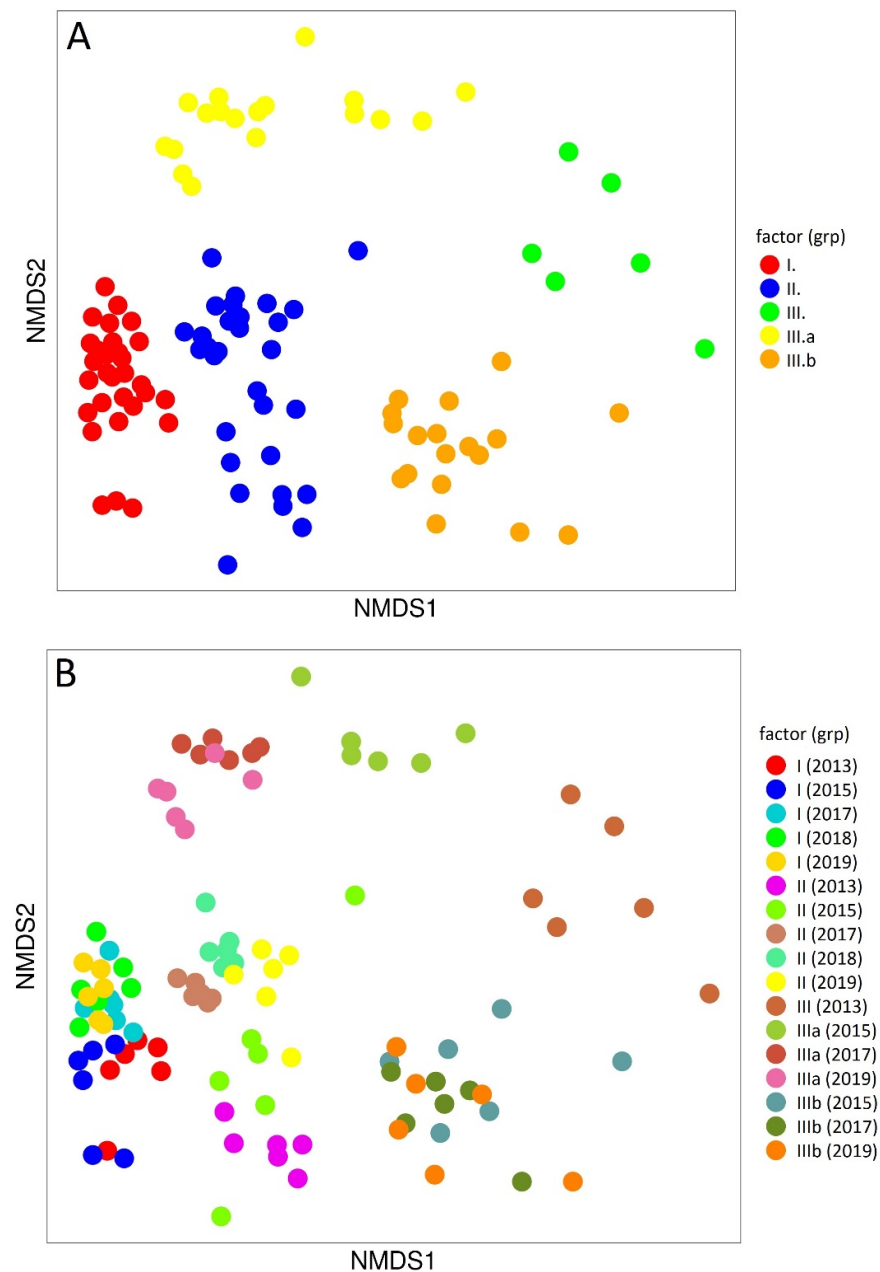 A
NMDS2
NMDS1
factor (grp)
I.
II.
III.
III.a
III.b
B
NMDS2
NMDS1
factor (grp)
I (2013)
I (2015)
I (2017)
I (2018)
I (2019)
II (2013)
II (2015)
II (2017)
II (2018)
II (2019)
III (2013)
IIIa (2015)
IIIa (2017)
IIIa (2019)
IIIb (2015)
IIIb (2017)
IIIb (2019)